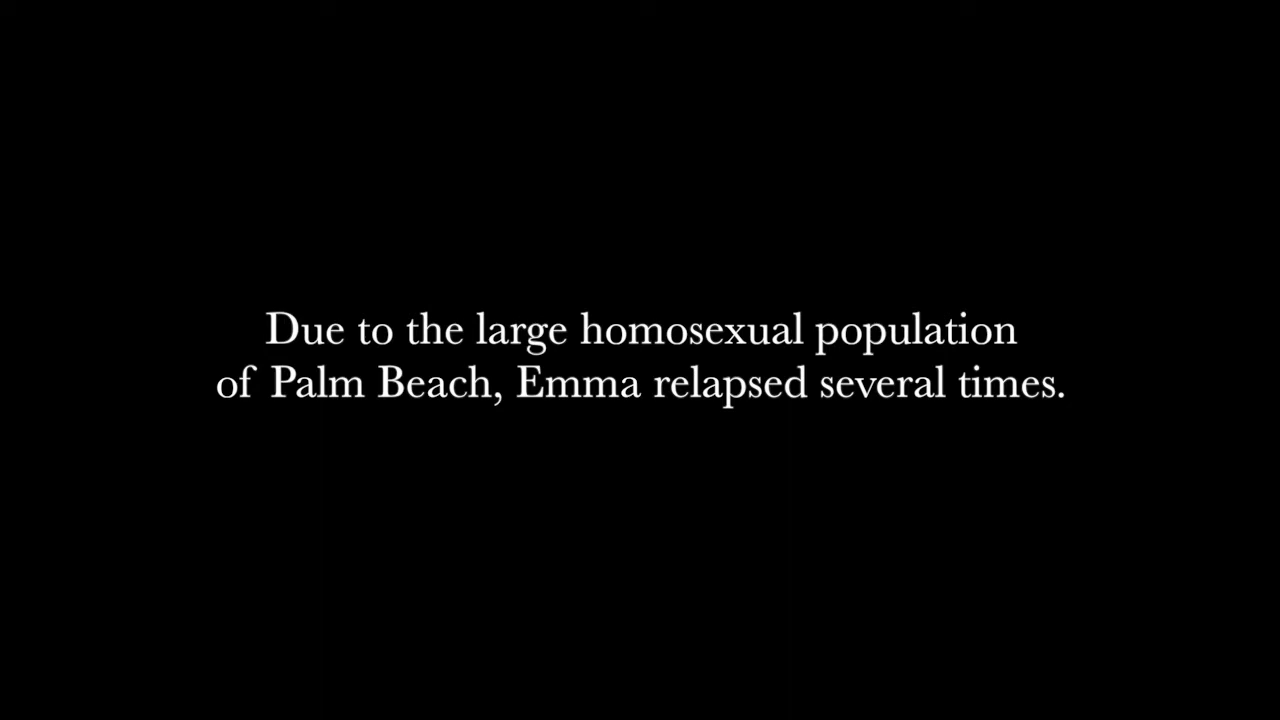 Due to the large homosexual population
of Palm Beach, Emma relapsed several times.